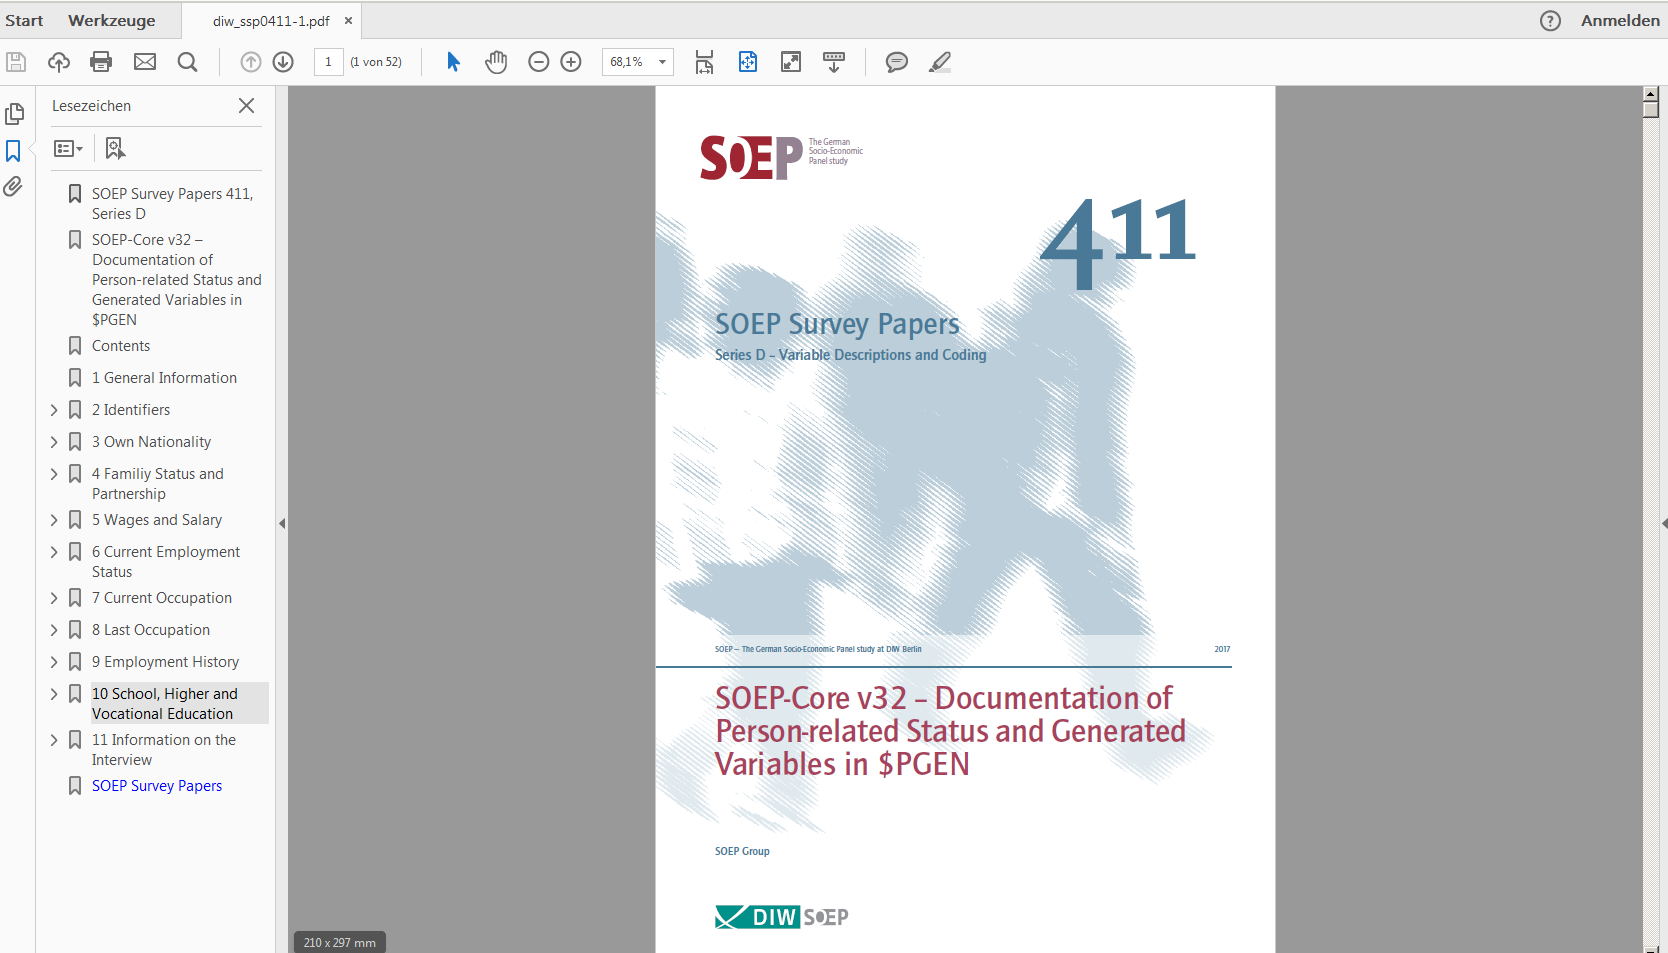 Start Werkzeuge diw_ssp0411-1.pdf × ? Anmelden
1 (1 von 52) 68,1%
Lesezeichen
SOEP Survey Papers 411,
Series D
SOEP-Core v32 –
Documentation of
Person-related Status and
Generated Variables in
$PGEN
Contents
1 General Information
2 Identifiers
3 Own Nationality
4 Familiy Status and
Partnership
5 Wages and Salary
6 Current Employment
Status
7 Current Occupation
8 Last Occupation
9 Employment History
10 School, Higher and
Vocational Education
11 Information on the
Interview
SOEP Survey Papers
SOEP The German
Socio-Economic
Panel study
411
SOEP Survey Papers
Series D – Variable Descriptions and Coding
SOEP – The German Socio-Economic Panel study at DIW Berlin 2017
SOEP-Core v32 – Documentation of
Person-related Status and Generated
Variables in $PGEN
SOEP Group
DIW SOEP
210 x 297 mm